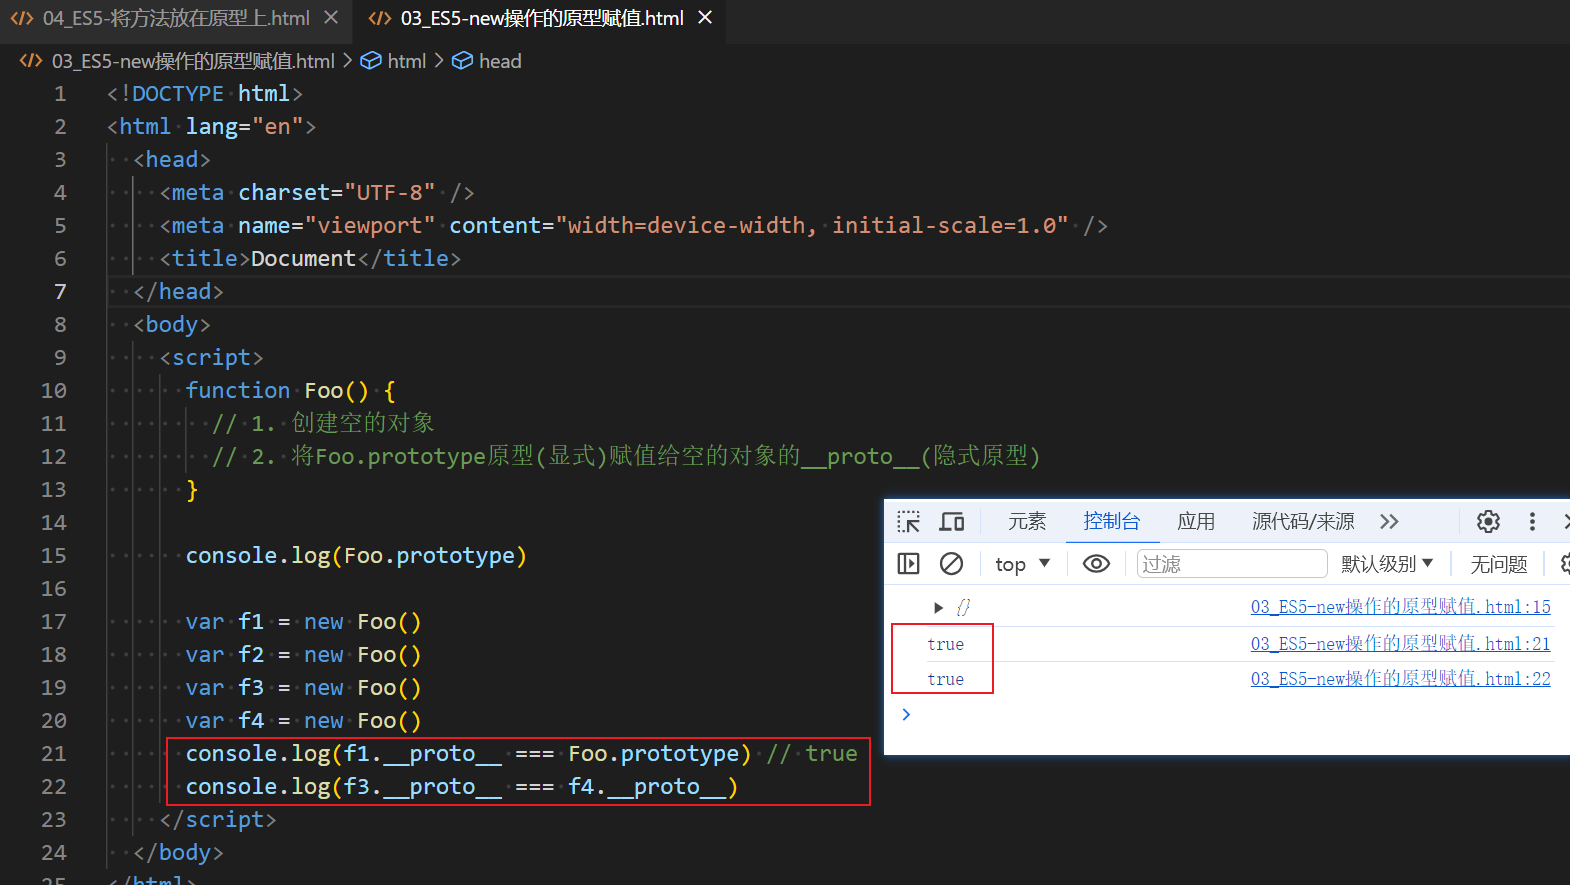 04_ES5-将方法放在原型上.html
03_ES5-new操作的原型赋值.html
03_ES5-new操作的原型赋值.html > html > head
1 <!DOCTYPE html>
2 <html lang="en">
3 <head>
4 <meta charset="UTF-8" />
5 <meta name="viewport" content="width=device-width, initial-scale=1.0" />
6 <title>Document</title>
7 </head>
8 <body>
9 <script>
10 function Foo() {
11 // 1. 创建空的对象
12 // 2. 将Foo.prototype原型(显式)赋值给空的对象的__proto__(隐式原型)
13 }
14
15 console.log(Foo.prototype)
16
17 var f1 = new Foo()
18 var f2 = new Foo()
19 var f3 = new Foo()
20 var f4 = new Foo()
21 console.log(f1.__proto__ === Foo.prototype) // true
22 console.log(f3.__proto__ === f4.__proto__)
23 </script>
24 </body>
25 </html>
元素 控制台 应用 源代码/来源
top 过滤 默认级别 无问题
{} 03_ES5-new操作的原型赋值.html:15
true 03_ES5-new操作的原型赋值.html:21
true 03_ES5-new操作的原型赋值.html:22